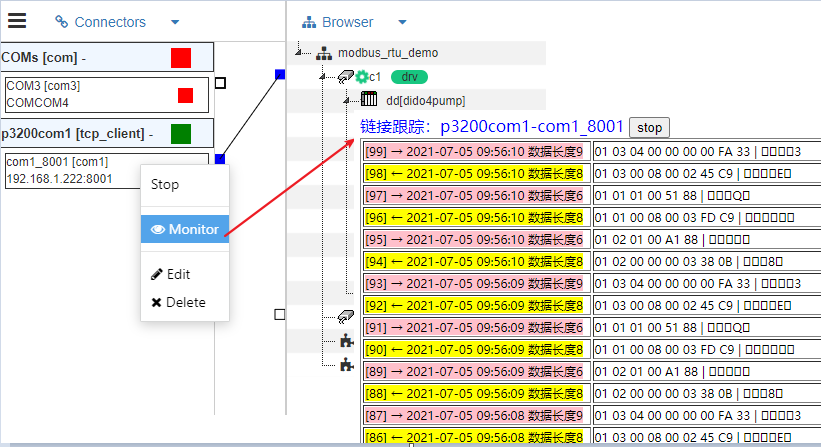 Connectors
COMs [com] -
COM3 [com3]
COMCOM4
p3200com1 [tcp_client] -
com1_8001 [com1]
192.168.1.222:8001
Stop
Monitor
Edit
Delete
Browser
modbus_rtu_demo
c1 drv
dd[dido4pump]
链接跟踪：p3200com1-com1_8001 stop
[99] → 2021-07-05 09:56:10 数据长度9 01 03 04 00 00 00 00 FA 33 | □□□□□□3
[98] ← 2021-07-05 09:56:10 数据长度8 01 03 00 08 00 02 45 C9 | □□□□□□E□
[97] → 2021-07-05 09:56:10 数据长度6 01 01 01 00 51 88 | □□□□Q□
[96] ← 2021-07-05 09:56:10 数据长度8 01 01 00 08 00 03 FD C9 | □□□□□□□□
[95] → 2021-07-05 09:56:10 数据长度6 01 02 01 00 A1 88 | □□□□□□
[94] ← 2021-07-05 09:56:10 数据长度8 01 02 00 00 00 03 38 0B | □□□□8□
[93] → 2021-07-05 09:56:09 数据长度9 01 03 04 00 00 00 00 FA 33 | □□□□□□3
[92] ← 2021-07-05 09:56:09 数据长度8 01 03 00 08 00 02 45 C9 | □□□□□□E□
[91] → 2021-07-05 09:56:09 数据长度6 01 01 01 00 51 88 | □□□□Q□
[90] ← 2021-07-05 09:56:09 数据长度8 01 01 00 08 00 03 FD C9 | □□□□□□□□
[89] → 2021-07-05 09:56:09 数据长度6 01 02 01 00 A1 88 | □□□□□□
[88] ← 2021-07-05 09:56:09 数据长度8 01 02 00 00 00 03 38 0B | □□□□8□
[87] → 2021-07-05 09:56:08 数据长度9 01 03 04 00 00 00 00 FA 33 | □□□□□□3
[86] ← 2021-07-05 09:56:08 数据长度8 01 03 00 08 00 02 45 C9 | □□□□□□E□